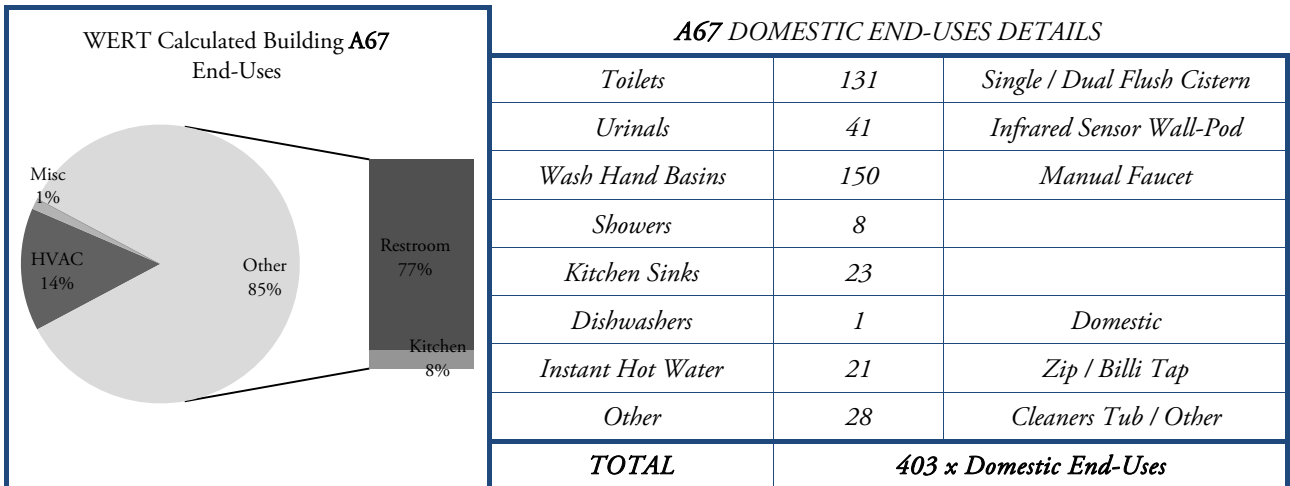 WERT Calculated Building A67
End-Uses
Misc
1%
HVAC
14%
Other
85%
Restroom
77%
Kitchen
8%
A67 DOMESTIC END-USES DETAILS
Toilets 131 Single / Dual Flush Cistern
Urinals 41 Infrared Sensor Wall-Pod
Wash Hand Basins 150 Manual Faucet
Showers 8
Kitchen Sinks 23
Dishwashers 1 Domestic
Instant Hot Water 21 Zip / Billi Tap
Other 28 Cleaners Tub / Other
TOTAL 403 x Domestic End-Uses